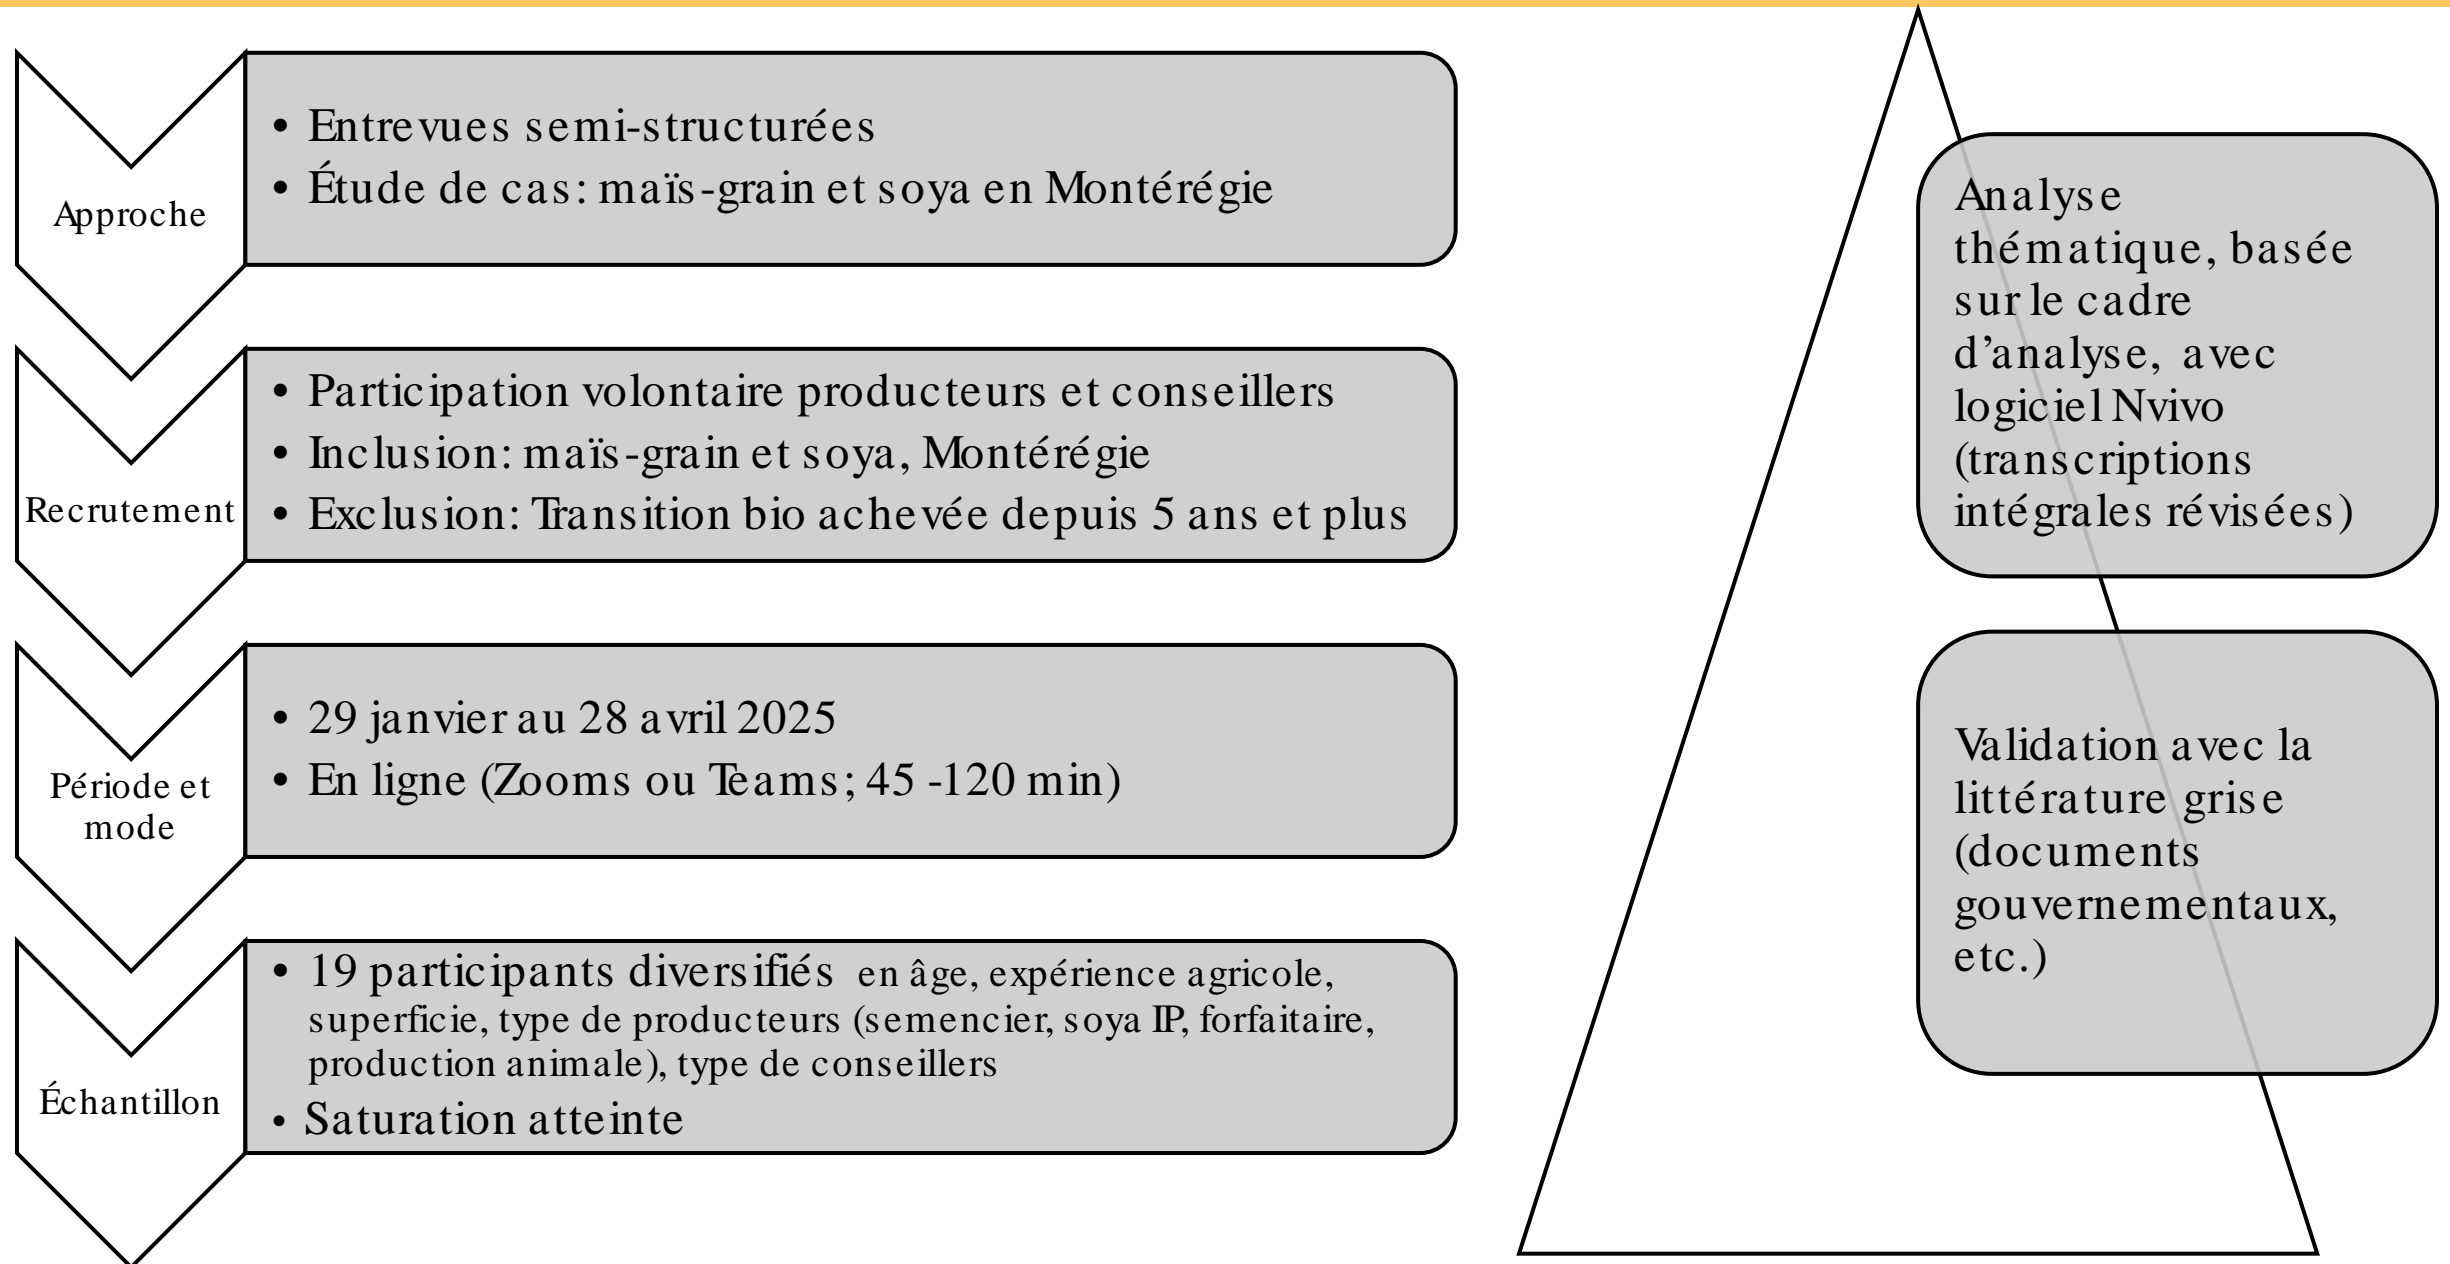 Approche
• Entrevues semi-structurées
• Étude de cas: maïs-grain et soya en Montérégie
Recrutement
• Participation volontaire producteurs et conseillers
• Inclusion: maïs-grain et soya, Montérégie
• Exclusion: Transition bio achevée depuis 5 ans et plus
Période et
mode
• 29 janvier au 28 avril 2025
• En ligne (Zooms ou Teams; 45 -120 min)
Échantillon
• 19 participants diversifiés en âge, expérience agricole,
superficie, type de producteurs (semencier, soya IP, forfaitaire,
production animale), type de conseillers
• Saturation atteinte
Analyse
thématique, basée
sur le cadre
d’analyse, avec
logiciel Nvivo
(transcriptions
intégrales révisées)
Validation avec la
littérature grise
(documents
gouvernementaux,
etc.)